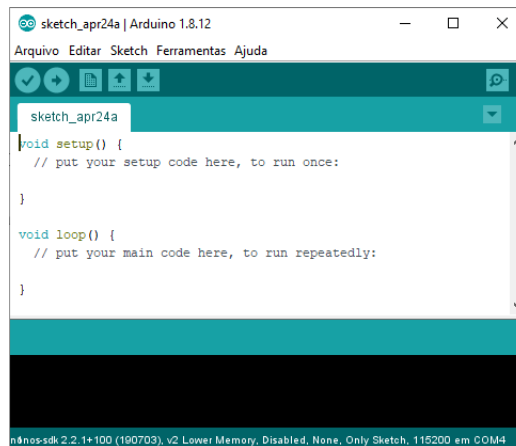 sketch_apr24a | Arduino 1.8.12
Arquivo Editar Sketch Ferramentas Ajuda
sketch_apr24a
void setup() {
// put your setup code here, to run once:
}
void loop() {
// put your main code here, to run repeatedly:
}
2.2.1+100 (190703), v2 Lower Memory, Disabled, None, Only Sketch, 115200 em COM4